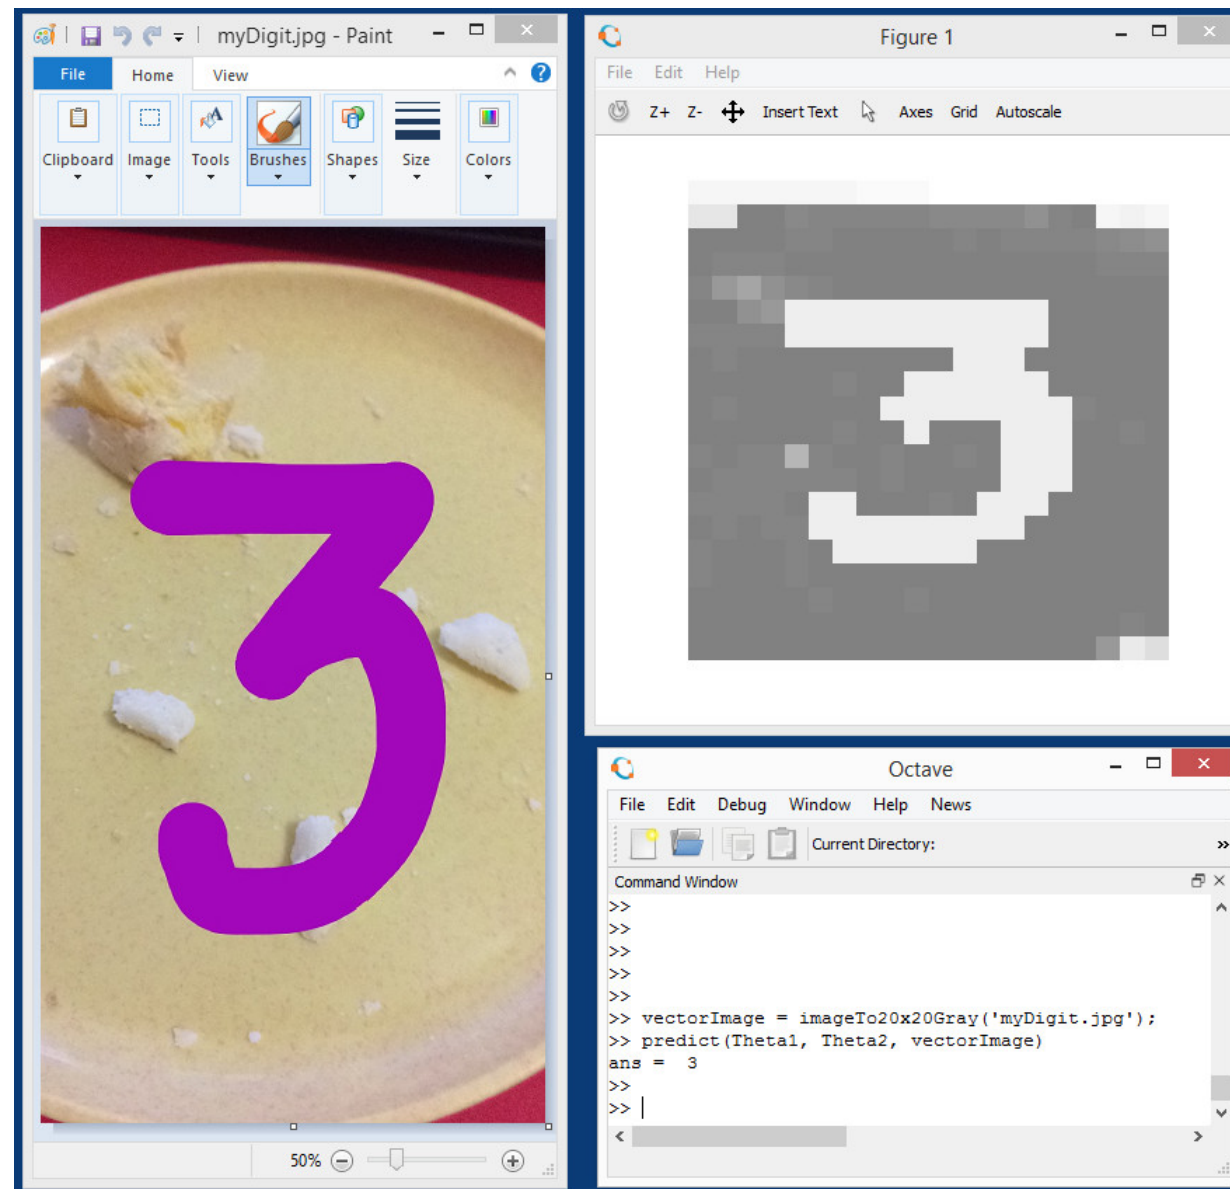 myDigit.jpg - Paint
File Home View
Clipboard Image Tools Brushes Shapes Size Colors
3
50%
Figure 1
File Edit Help
Z+ Z- Insert Text Axes Grid Autoscale
3
Octave
File Edit Debug Window Help News
Current Directory:
Command Window
>>
>>
>>
>>
>>
>> vectorImage = imageTo20x20Gray('myDigit.jpg');
>> predict(Theta1, Theta2, vectorImage)
ans = 3
>>
>>